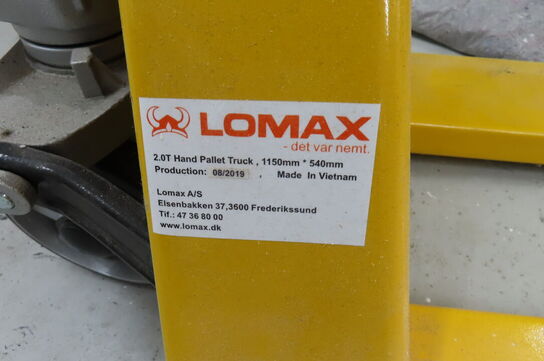 LOMAX
- det var nemt.
2.0T Hand Pallet Truck , 1150mm * 540mm
Production: 08/2019 , Made In Vietnam
Lomax A/S
Elsenbakken 37,3600 Frederikssund
Tif.: 47 36 80 00
www.lomax.dk